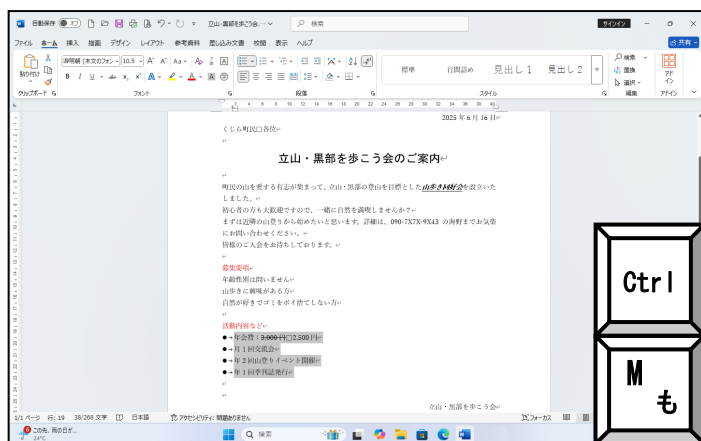 自動保存 オフ 立山・黒部を歩こう会... 検索 サインイン
ファイル ホーム 挿入 描画 デザイン レイアウト 参考資料 差し込み文書 校閲 表示 ヘルプ 共有
貼り付け 游明朝 (本文のフォン 10.5 標準 行間詰め 見出し 1 見出し 2 検索 置換 選択 アドイン
クリップボード フォント 段落 スタイル 編集 アドイン
2025 年 6 月 16 日↵
くじら町民□各位↵
立山・黒部を歩こう会のご案内↵
町民の山を愛する有志が集まって、立山・黒部の登山を目標とした山歩き同好会を設立いた
しました。↵
初心者の方も大歓迎ですので、一緒に自然を満喫しませんか?↵
まずは近隣の山登りから始めたいと思います。詳細は、090-7X7X-9X43 の海野までお気楽
にお問い合わせください。↵
皆様のご入会をお待ちしております。↵
募集要項↵
年齢性別は問いません↵
山歩きに興味がある方↵
自然が好きでゴミをポイ捨てしない方↵
活動内容など↵
●→年会費:3,000 円□2,500 円↵
●→月 1 回交流会↵
●→年 2 回山登りイベント開催↵
●→年 1 回季刊誌発行↵
立山・黒部を歩こう会↵
1/1 ページ 行: 19 38/268 文字 日本語 アクセシビリティ: 問題ありません フォーカス
この先、雨の日が... 24°C 検索
Ctrl
M も